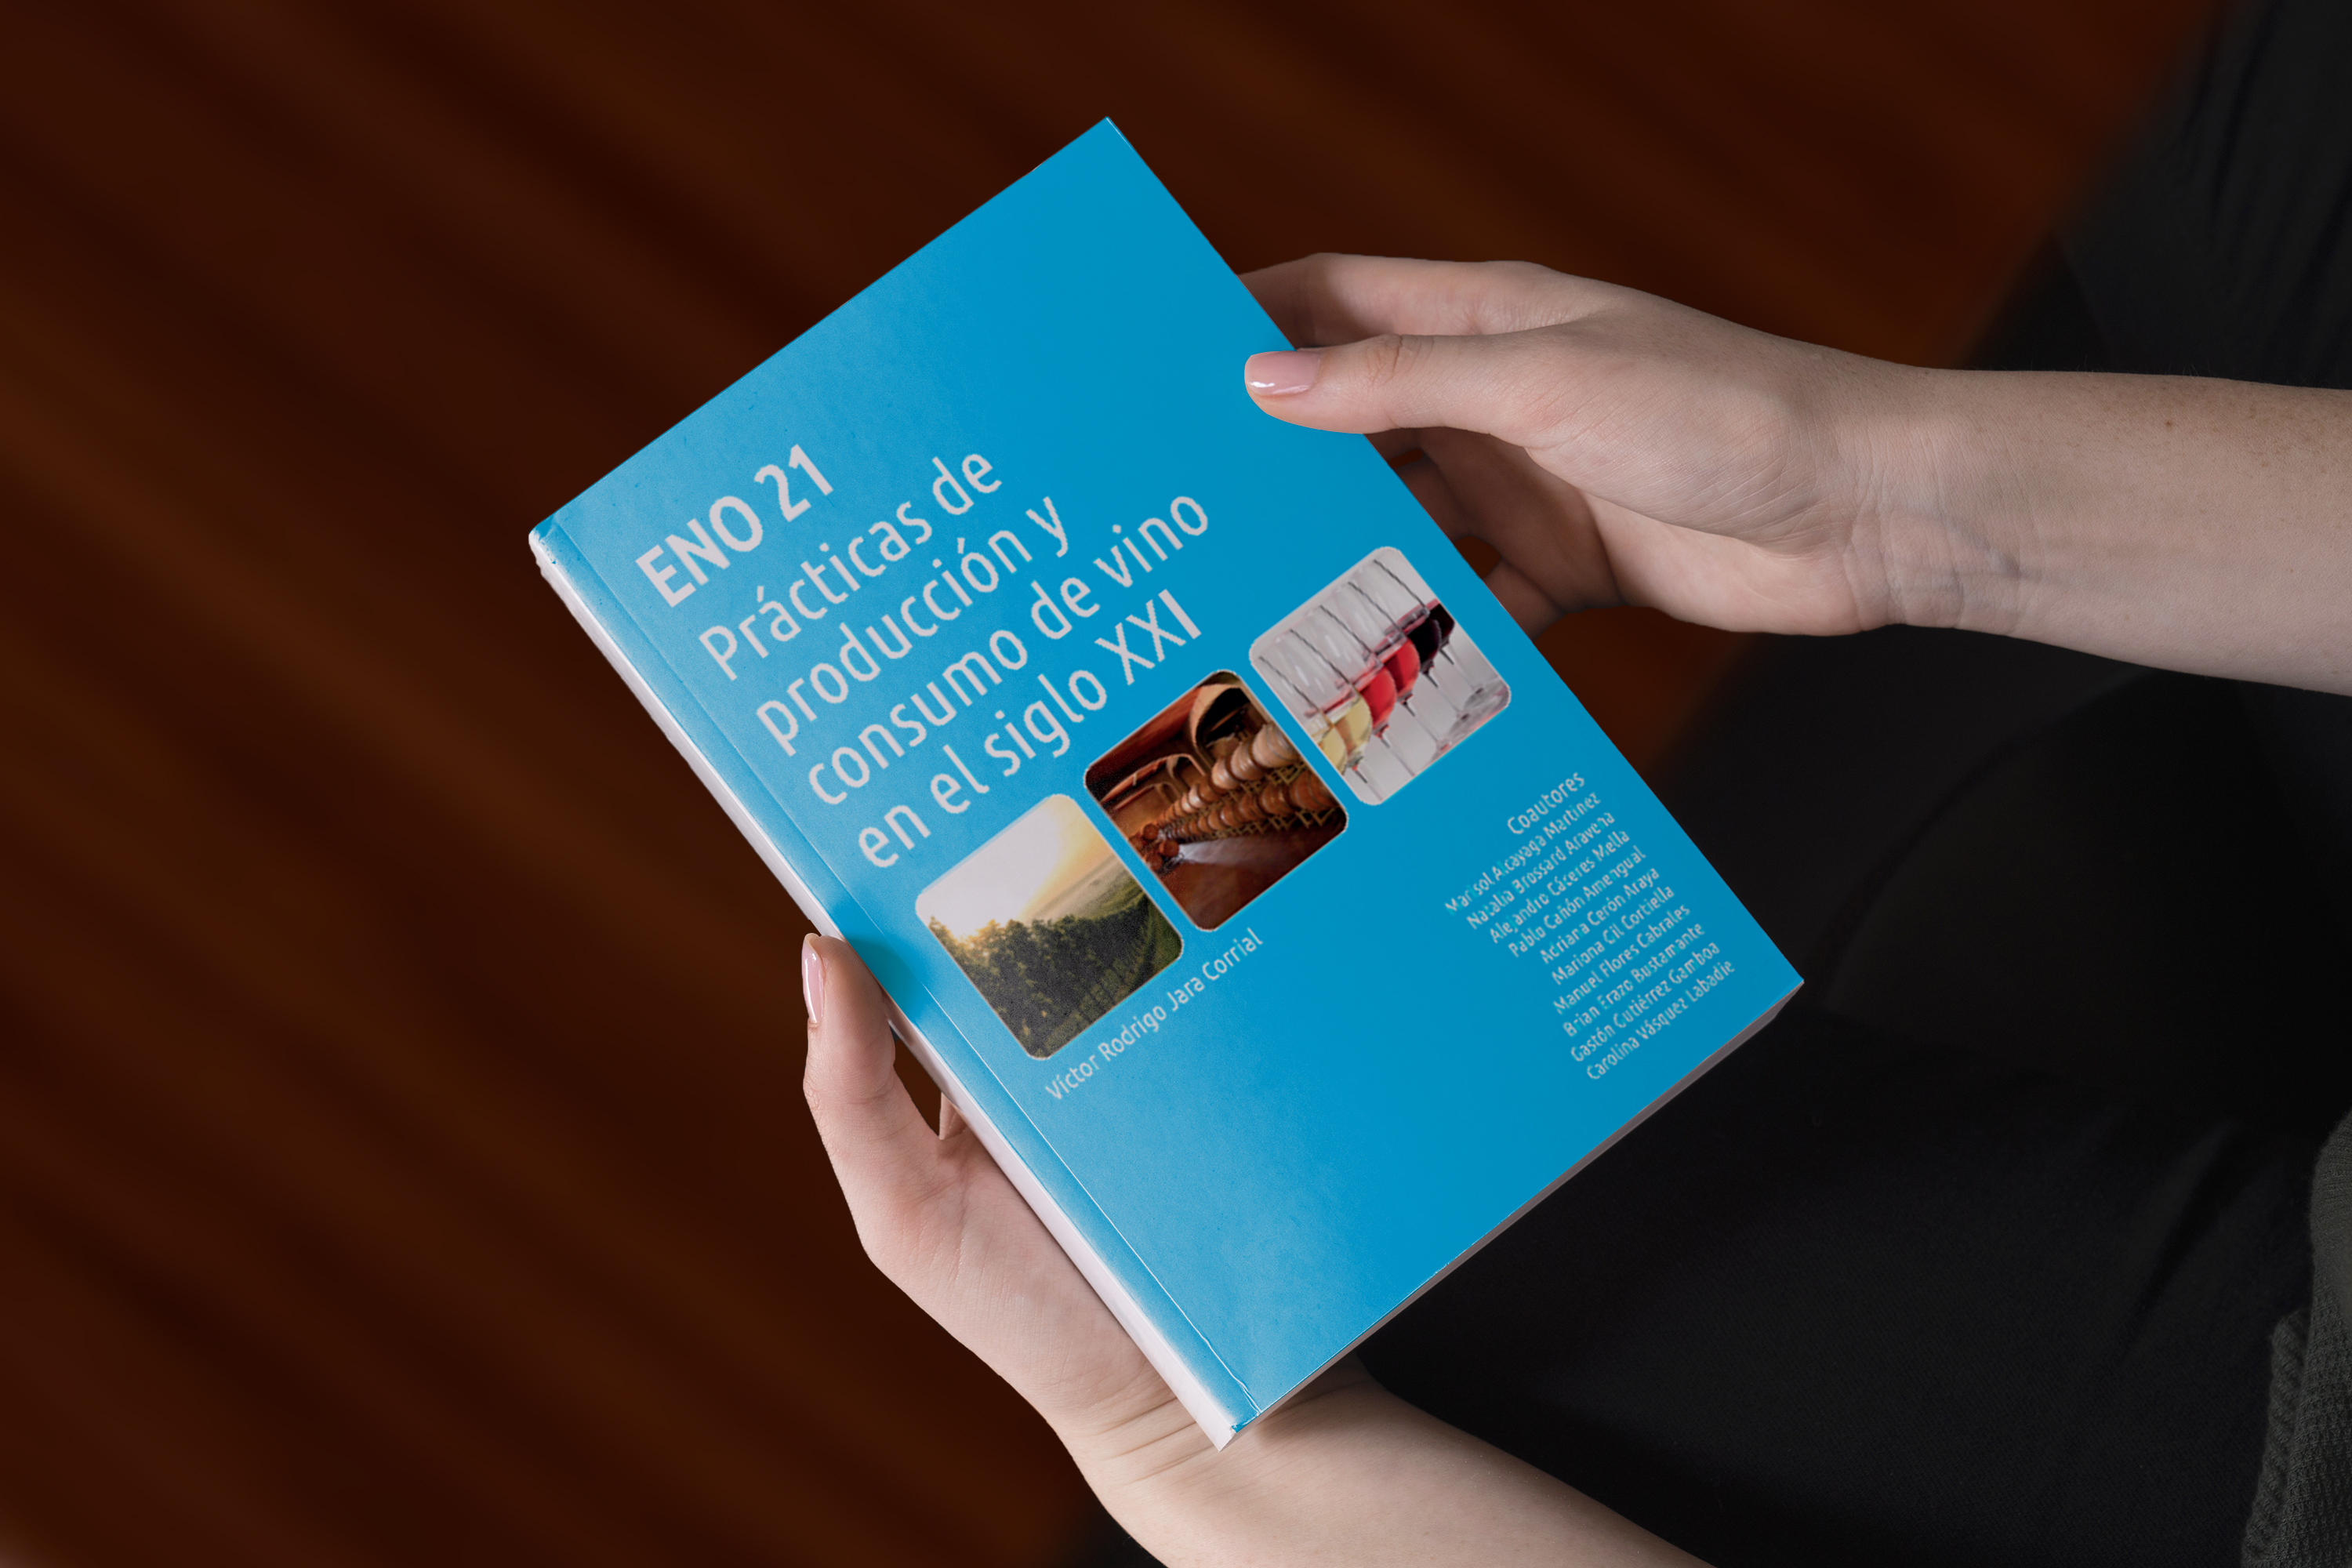 ENO 21
Prácticas de
producción y
consumo de vino
en el siglo XXI
Víctor Rodrigo Jara Corrial
Coautores
Marisol Alcayaga Martínez
Natalia Brossard Aravena
Alejandro Cáceres Mella
Pablo Cañón Amengual
Adriana Cerón Araya
Mariona Gil Cortiella
Manuel Flores Cabrales
Brian Erazo Bustamante
Gastón Gutiérrez Gamboa
Carolina Vásquez Labadie